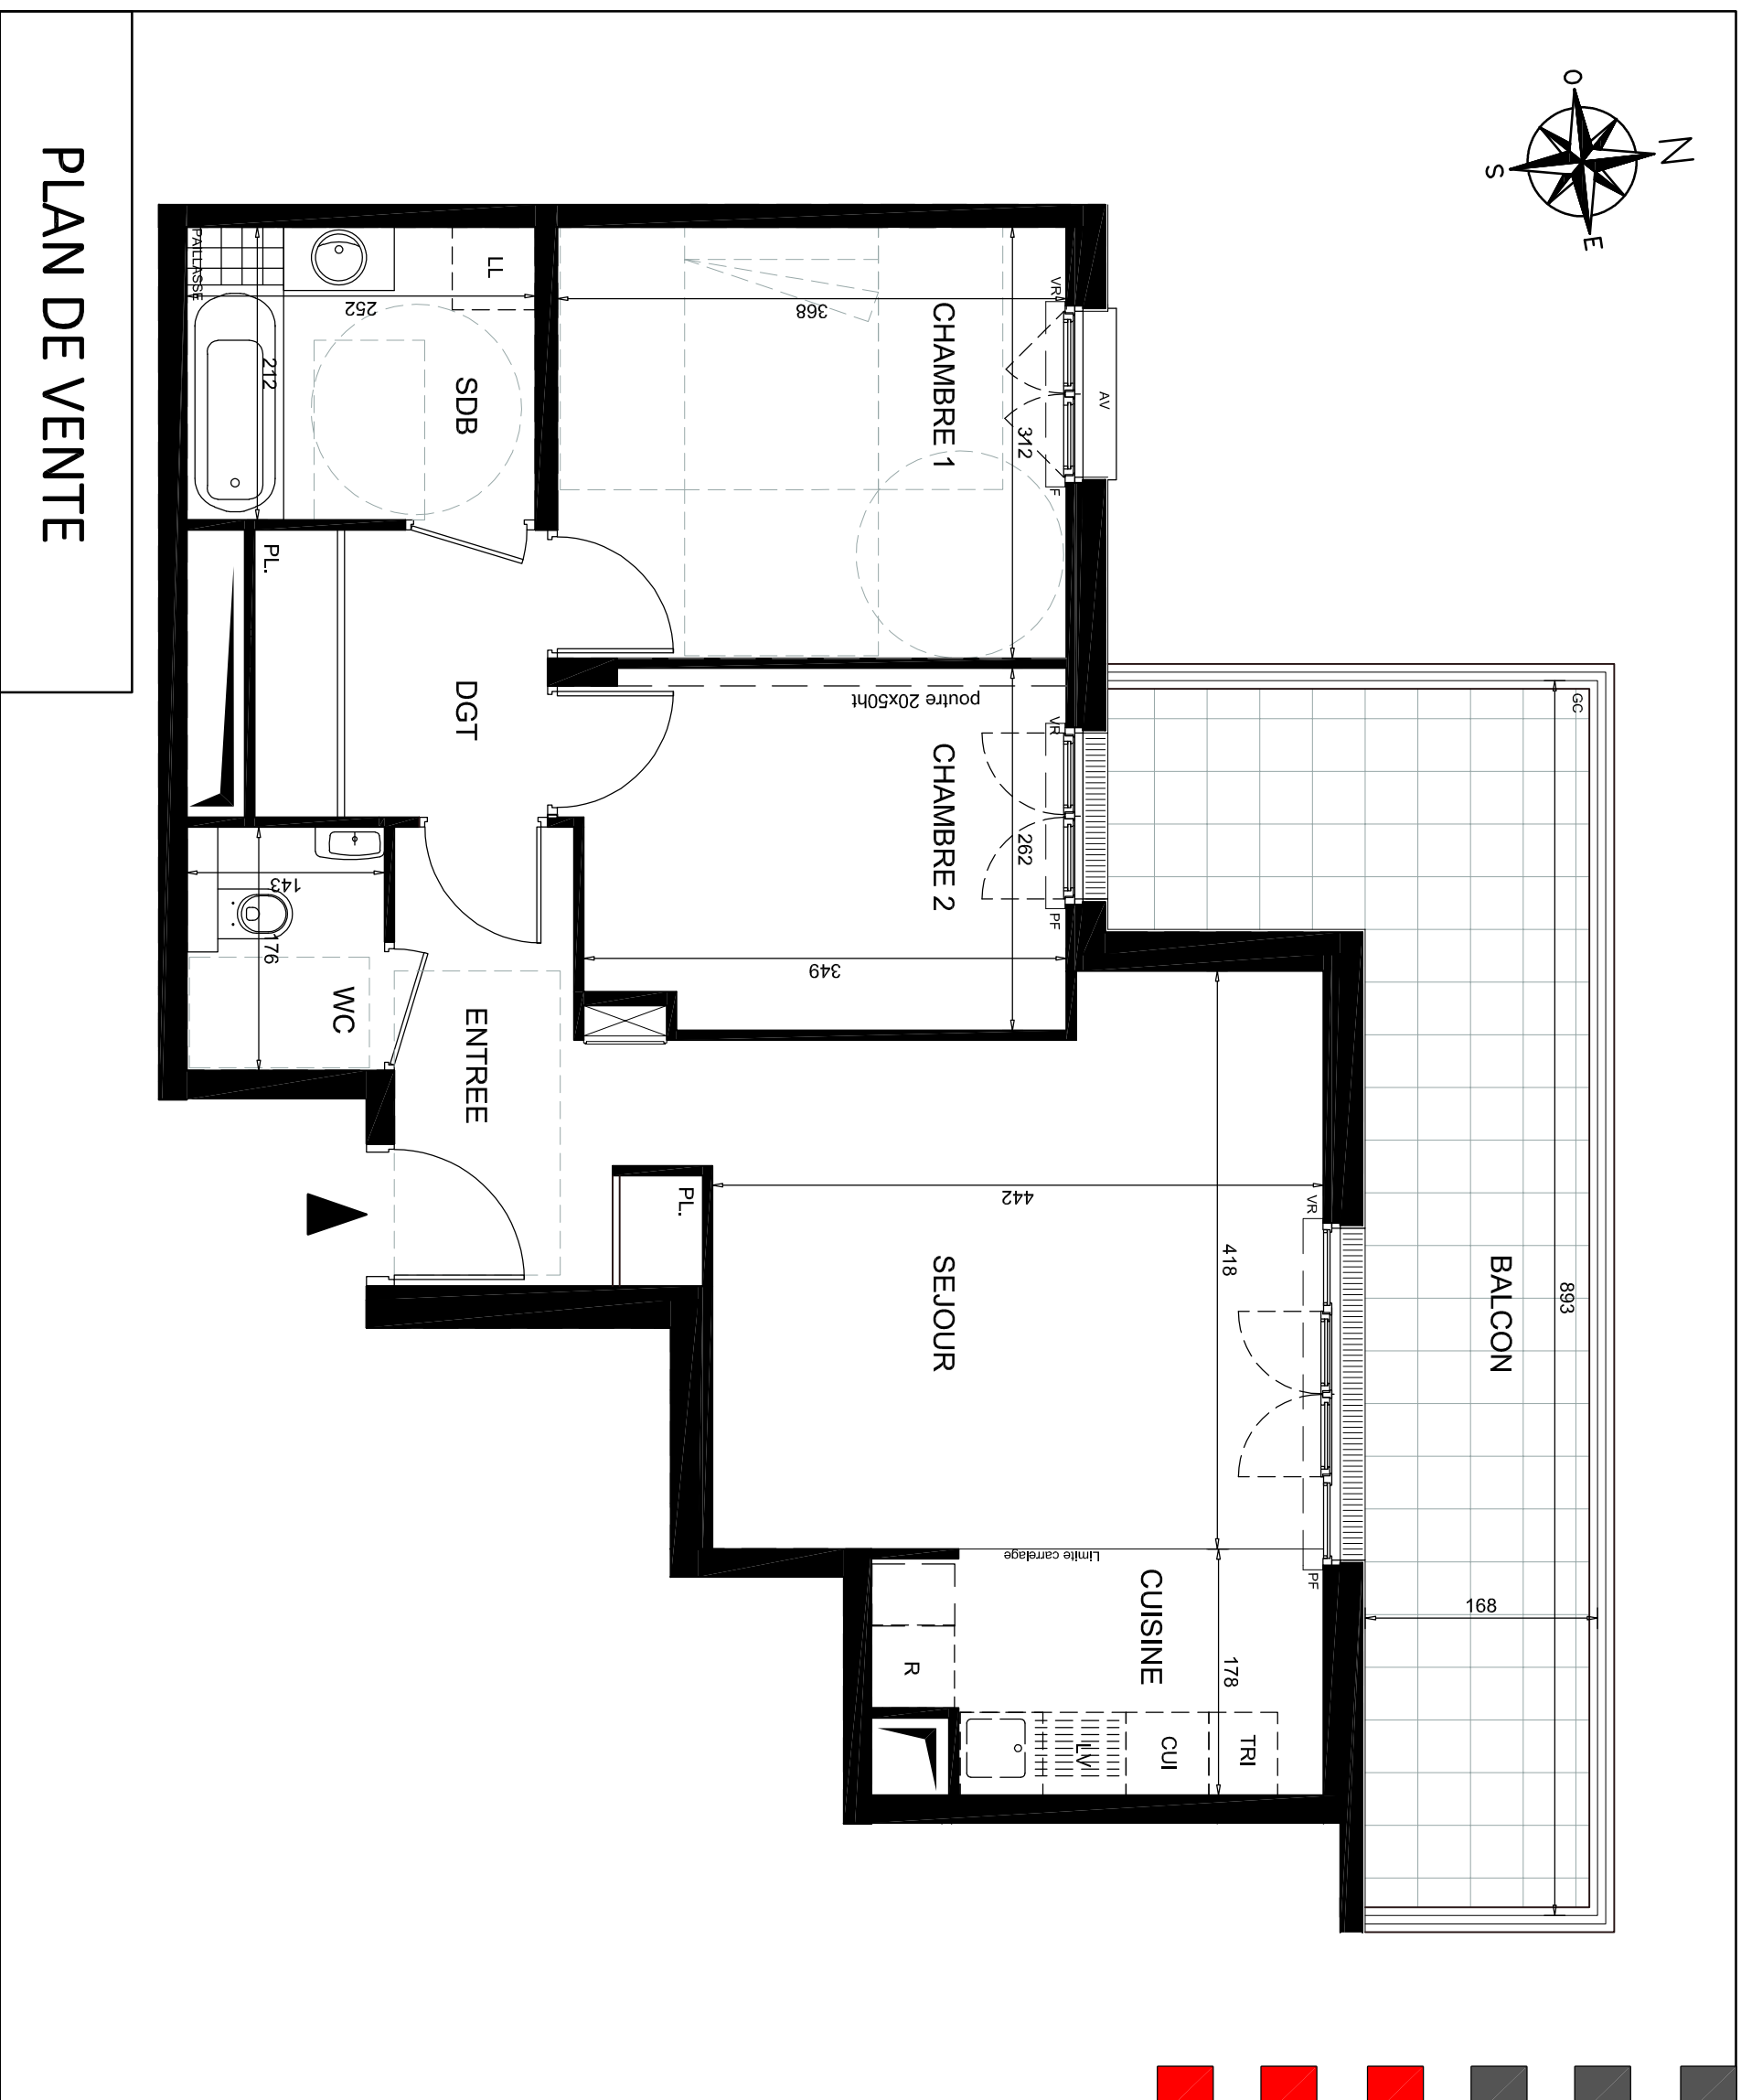 PLAN DE VENTE
N
O
E
S
BALCON
GC
893
168
AV
VR
F
CHAMBRE 1
312
368
VR
PF
CHAMBRE 2
262
349
poutre 20x50ht
VR
PF
SEJOUR
418
442
CUISINE
178
Limite carrelage
TRI
CUI
LV
R
PL.
ENTREE
DGT
PL.
SDB
LL
252
212
PAILLASSE
WC
143
176